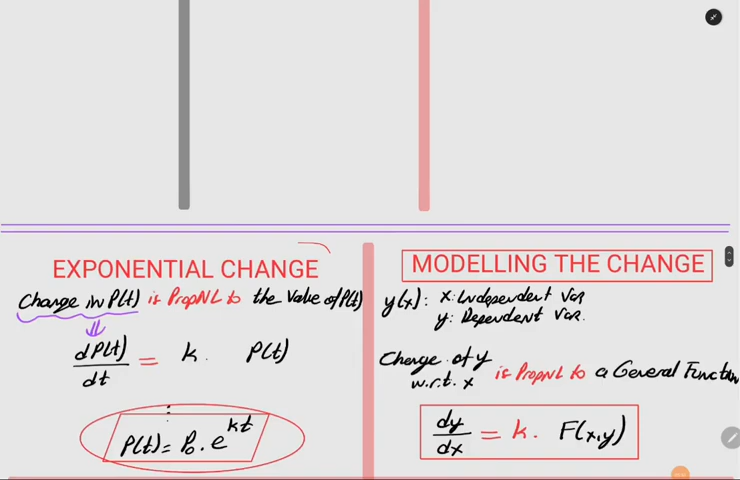 EXPONENTIAL CHANGE
Change in P(t) is PropNL to the value of P(t)
dP(t)/dt = k. P(t)
⋮
P(t) = P₀ . e^kt
MODELLING THE CHANGE
y(x): x: Independent Var
y: Dependent Var.
Change of y
w.r.t. x is PropNL to a General Function
dy/dx = k. F(x,y)